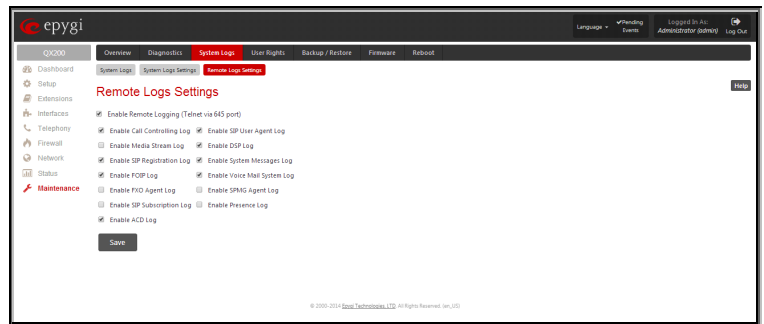 epygi
Language
Pending Events
Logged In As: Administrator (admin)
Log Out
QX200
Overview Diagnostics System Logs User Rights Backup / Restore Firmware Reboot
Dashboard
Setup
Extensions
Interfaces
Telephony
Firewall
Network
Status
Maintenance
System Logs System Logs Settings Remote Logs Settings
Help
Remote Logs Settings
Enable Remote Logging (Telnet via 645 port)
Enable Call Controlling Log Enable SIP User Agent Log
Enable Media Stream Log Enable DSP Log
Enable SIP Registration Log Enable System Messages Log
Enable FOIP Log Enable Voice Mail System Log
Enable FXO Agent Log Enable SPMG Agent Log
Enable SIP Subscription Log Enable Presence Log
Enable ACD Log
Save
© 2000-2014 Epygi Technologies, LTD. All Rights Reserved. (en_US)